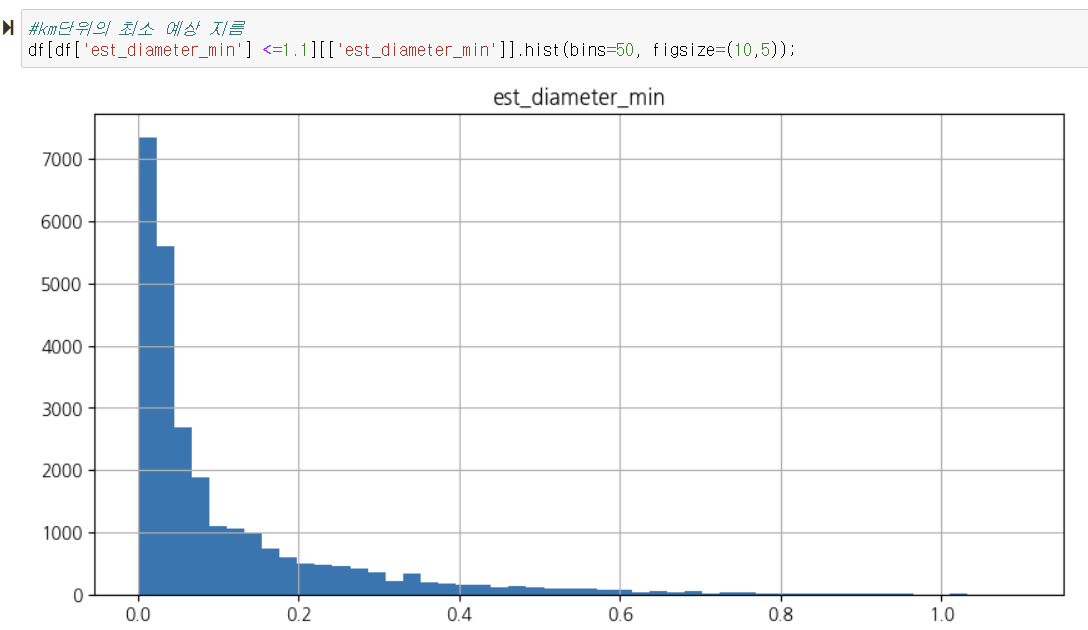 #km단위의 최소 예상 지름
df[df['est_diameter_min'] <=1.1][['est_diameter_min']].hist(bins=50, figsize=(10,5));
est_diameter_min
7000
6000
5000
4000
3000
2000
1000
0
0.0 0.2 0.4 0.6 0.8 1.0